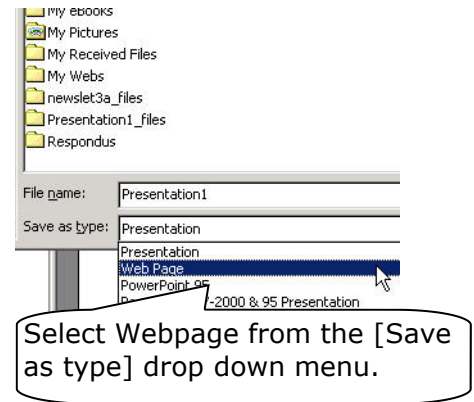 My eBooks
My Pictures
My Received Files
My Webs
newslet3a_files
Presentation1_files
Respondus
File name: Presentation1
Save as type: Presentation
Presentation
Web Page
PowerPoint 95
-2000 & 95 Presentation
Select Webpage from the [Save
as type] drop down menu.